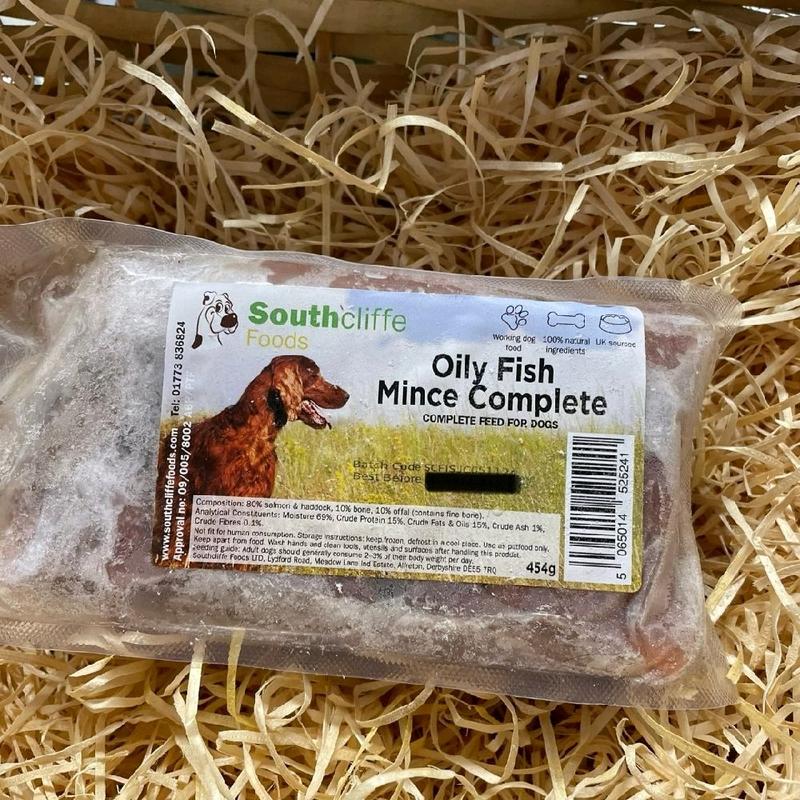 Southcliffe
Foods
Working dog
food
100% natural
ingredients
UK sourced
Oily Fish
Mince Complete
COMPLETE FEED FOR DOGS
Batch Code
Best Before
Composition: 80% salmon & haddock, 10% bone, 10% offal (contains fine bone).
Analytical Constituents: Moisture 69%, Crude Protein 15%, Crude Fats & Oils 15%, Crude Ash 1%,
Crude Fibres 0.1%.
Not fit for human consumption. Storage instructions: keep frozen, defrost in a cool place. Use as petfood only.
Keep apart from food. Wash hands and clean tools, utensils and surfaces after handling this product.
Feeding guide: Adult dogs should generally consume 2-3% of their body weight per day.
Southcliffe Foods LTD, Lydford Road, Meadow Lane Ind Estate, Alfreton, Derbyshire DE55
454g
5 065014 525241
www.southcliffefoods.com Tel: 01773 836824
Approval no: 09/005/8002